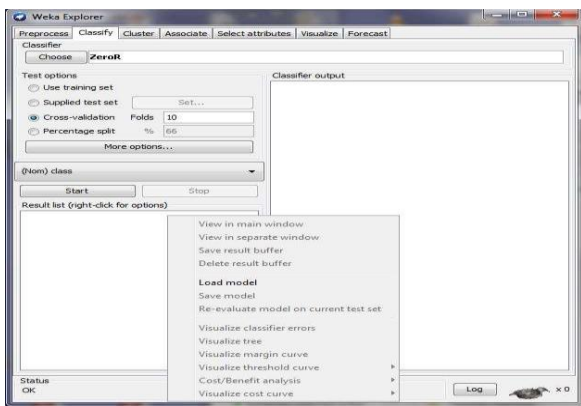 Weka Explorer
Preprocess Classify Cluster Associate Select attributes Visualize Forecast
Classifier
Choose ZeroR
Test options
Classifier output
Use training set
Supplied test set Set...
Cross-validation Folds 10
Percentage split % 66
More options...
(Nom) class
Start Stop
Result list (right-click for options)
View in main window
View in separate window
Save result buffer
Delete result buffer
Load model
Save model
Re-evaluate model on current test set
Visualize classifier errors
Visualize tree
Visualize margin curve
Visualize threshold curve
Cost/Benefit analysis
Visualize cost curve
Status
OK
Log x 0